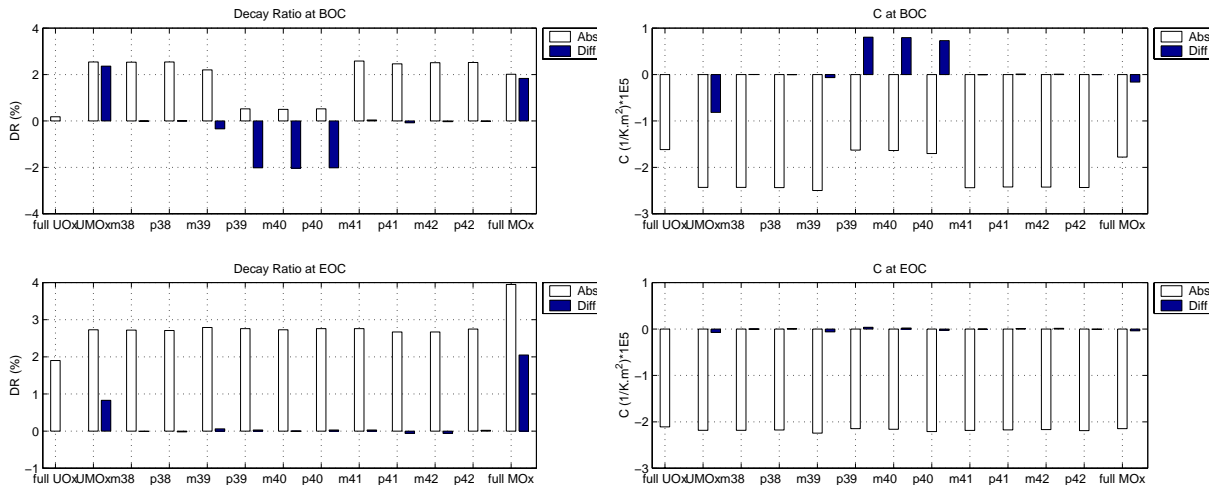 Decay Ratio at BOC
4
2
0
−2
−4
DR (%)
full UOx UMOx m38 p38 m39 p39 m40 p40 m41 p41 m42 p42 full MOx
Abs
Diff
C at BOC
1
0
−1
−2
−3
C (1/K.m²)*1E5
full UOx UMOx m38 p38 m39 p39 m40 p40 m41 p41 m42 p42 full MOx
Abs
Diff
Decay Ratio at EOC
4
3
2
1
0
−1
DR (%)
full UOx UMOx m38 p38 m39 p39 m40 p40 m41 p41 m42 p42 full MOx
Abs
Diff
C at EOC
1
0
−1
−2
−3
C (1/K.m²)*1E5
full UOx UMOx m38 p38 m39 p39 m40 p40 m41 p41 m42 p42 full MOx
Abs
Diff